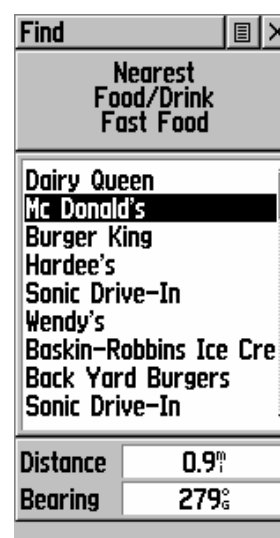 Find
Nearest
Food/Drink
Fast Food
Dairy Queen
Mc Donald's
Burger King
Hardee's
Sonic Drive-In
Wendy's
Baskin-Robbins Ice Cre
Back Yard Burgers
Sonic Drive-In
Distance 0.9m
Bearing 279°G